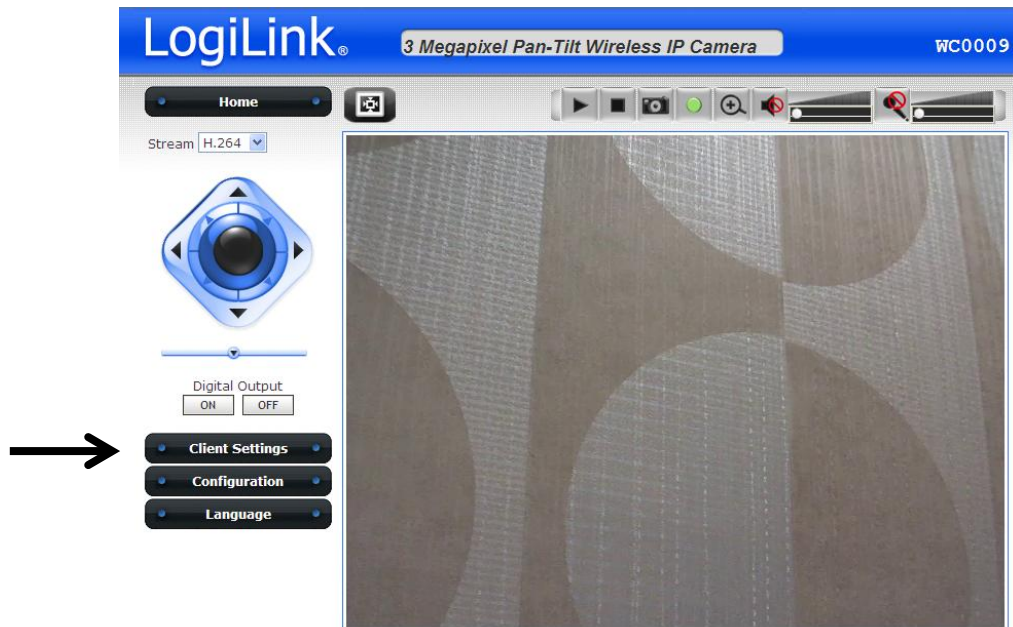 LogiLink®
3 Megapixel Pan-Tilt Wireless IP Camera
WC0009
Home
Stream H.264
Digital Output
ON OFF
Client Settings
Configuration
Language